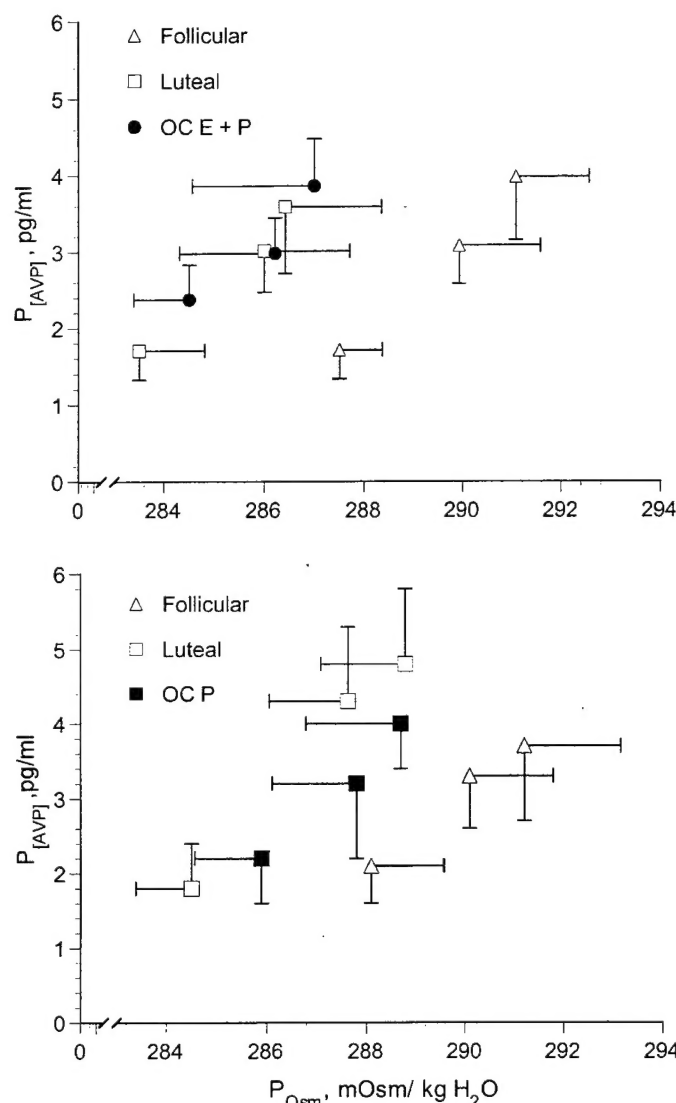 6
△ Follicular
□ Luteal
5
● OC E + P
4
P[AVP], pg/ml
3
2
1
0
0 284 286 288 290 292 294
6
△ Follicular
□ Luteal
5
■ OC P
4
P[AVP],pg/ml
3
2
1
0
0 284 286 288 290 292 294
POsm, mOsm/ kg H2O